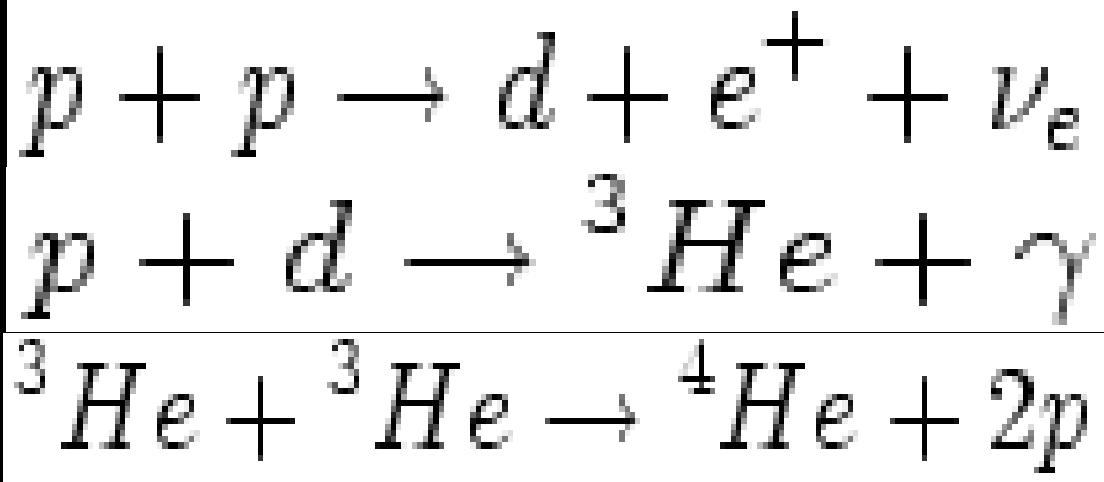 p + p → d + e⁺ + νₑ
p + d → ³He + γ
³He + ³He → ⁴He + 2p